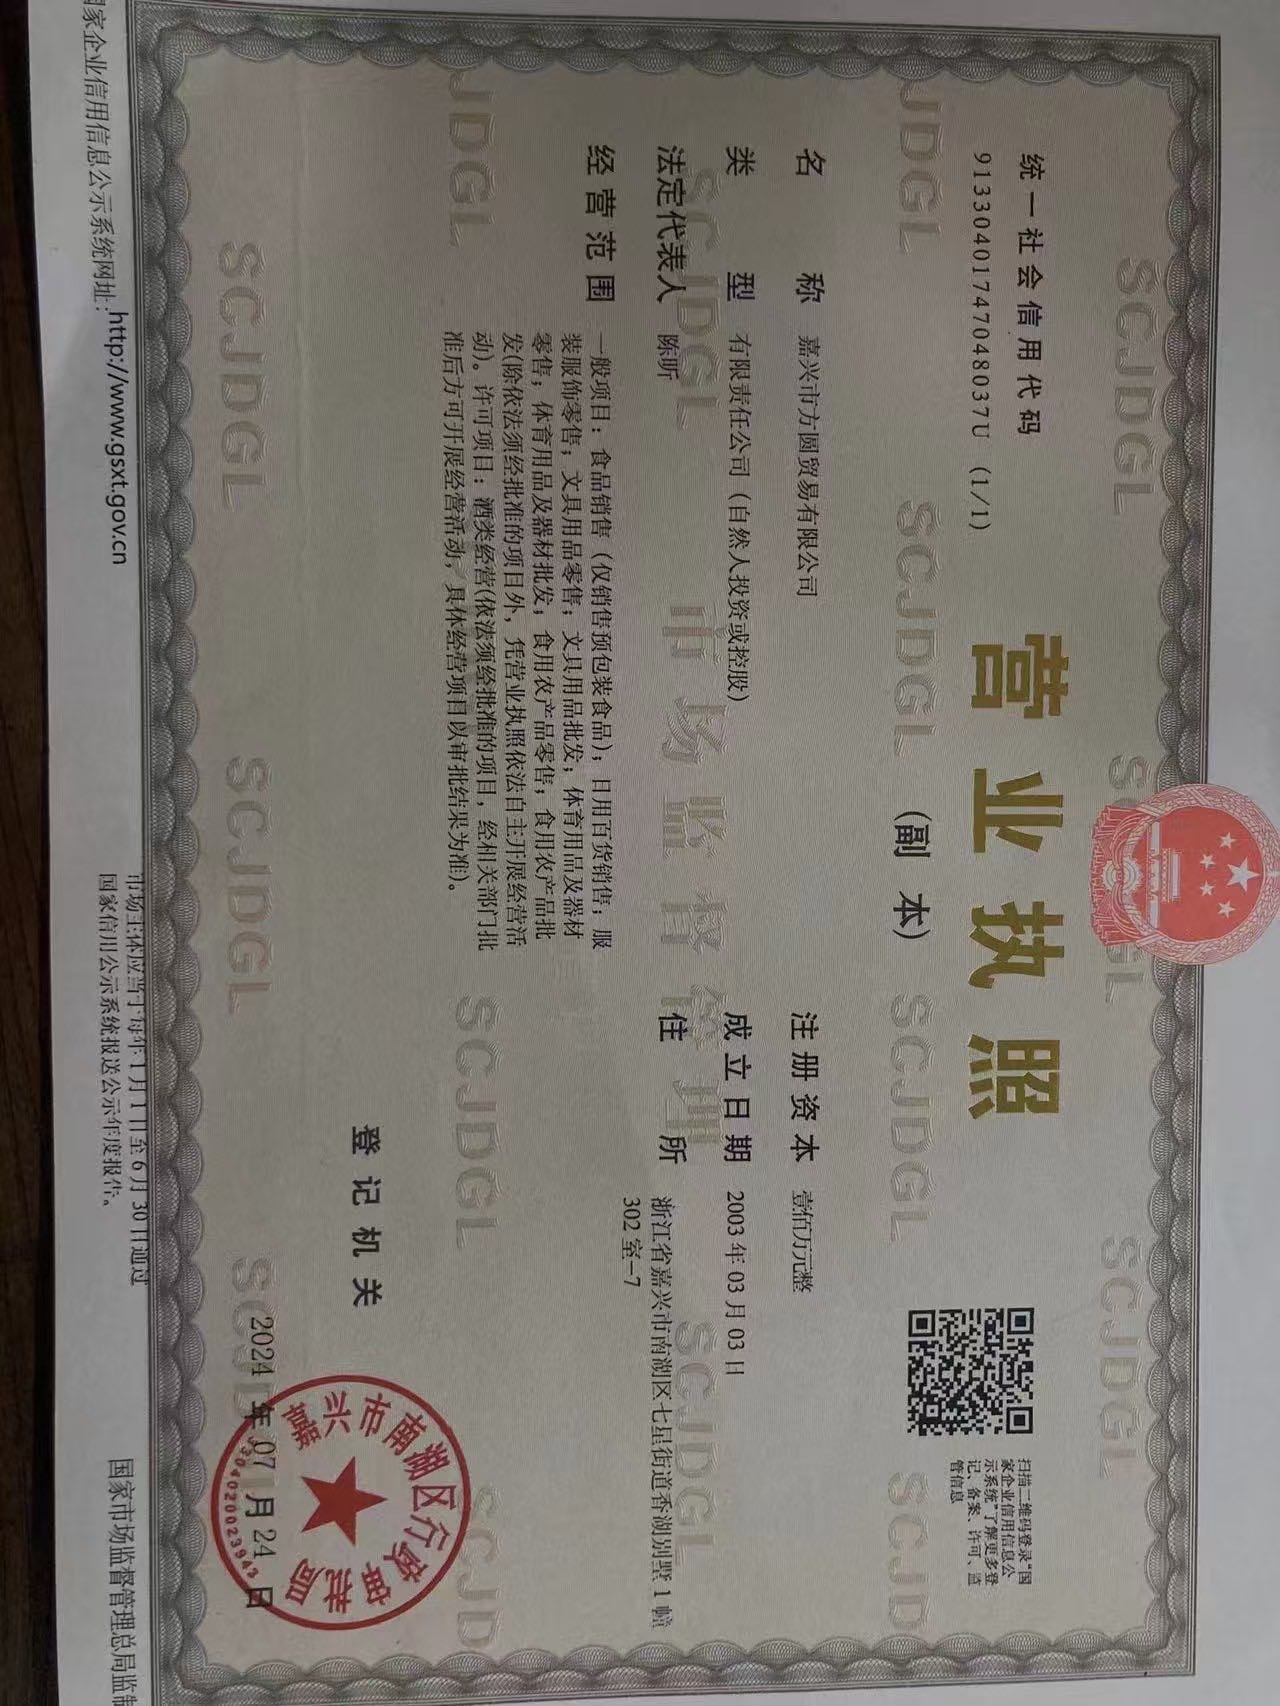 统一社会信用代码
91330401747048037U (1/1)
营业执照
(副 本)
扫描二维码登录“国
家企业信用信息公
示系统”了解更多登
记、备案、许可、监
管信息
名 称 嘉兴市方圆贸易有限公司
类 型 有限责任公司（自然人投资或控股）
法定代表人 陈昕
经营范围 一般项目：食品销售（仅销售预包装食品）；日用百货销售；服
装服饰零售；文具用品零售；文具用品批发；体育用品及器材
零售；体育用品及器材批发；食用农产品零售；食用农产品批
发(除依法须经批准的项目外，凭营业执照依法自主开展经营活
动)。许可项目：酒类经营(依法须经批准的项目，经相关部门批
准后方可开展经营活动，具体经营项目以审批结果为准)。
注册资本 壹佰万元整
成立日期 2003年03月03日
住 所 浙江省嘉兴市南湖区七星街道香湖别墅1幢
302室-7
登记机关
2024年07月24日
嘉兴市南湖区行政审批局
市场监督管理
SCJDGL
国家企业信用信息公示系统网址:http://www.gsxt.gov.cn
市场主体应当于每年1月1日至6月30日通过
国家信用公示系统报送公示年度报告。
国家市场监督管理总局监制